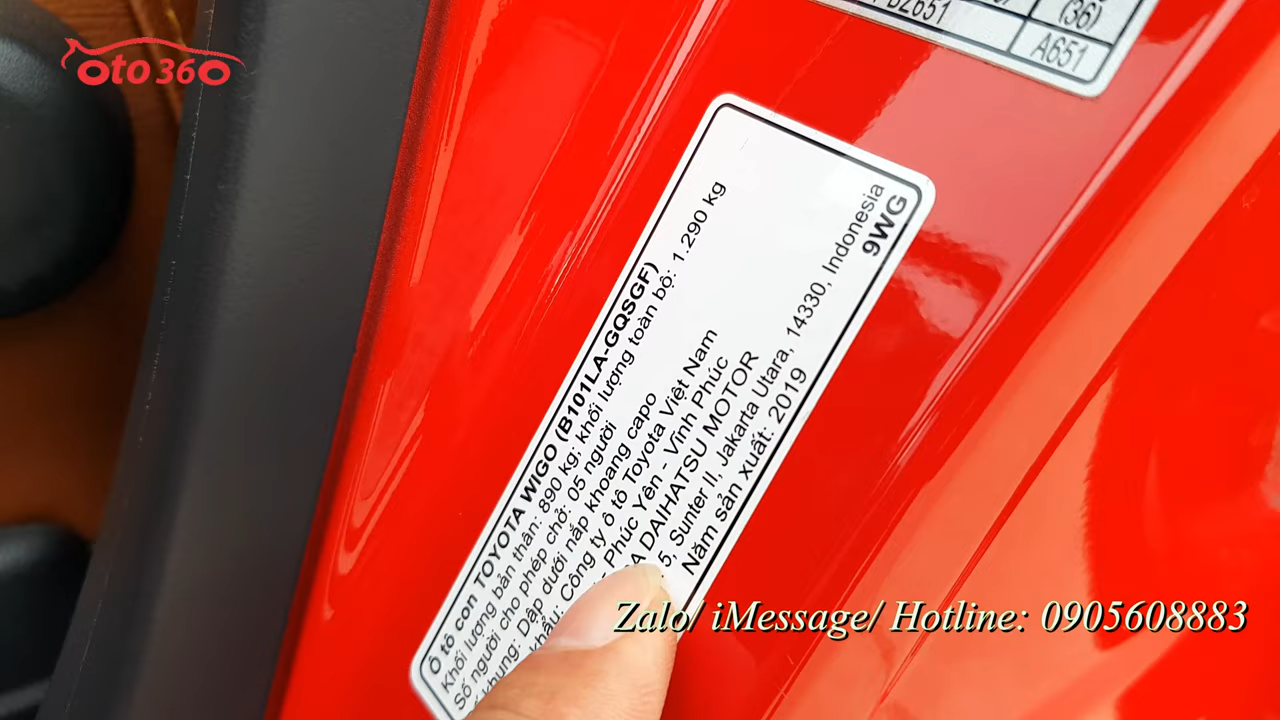 oto360
BZ651
(36)
A651
Ô tô con TOYOTA WIGO (B101LA-GQSGF)
Khối lượng bản thân: 890 kg; khối lượng toàn bộ: 1.290 kg
Số người cho phép chở: 05 người
khung: Dập dưới nắp khoang capo
khẩu: Công ty ô tô Toyota Việt Nam
- Phúc Yên - Vĩnh Phúc
DAIHATSU MOTOR
5, Sunter II, Jakarta Utara, 14330, Indonesia
Năm sản xuất: 2019
9WG
Zalo/ iMessage/ Hotline: 0905608883